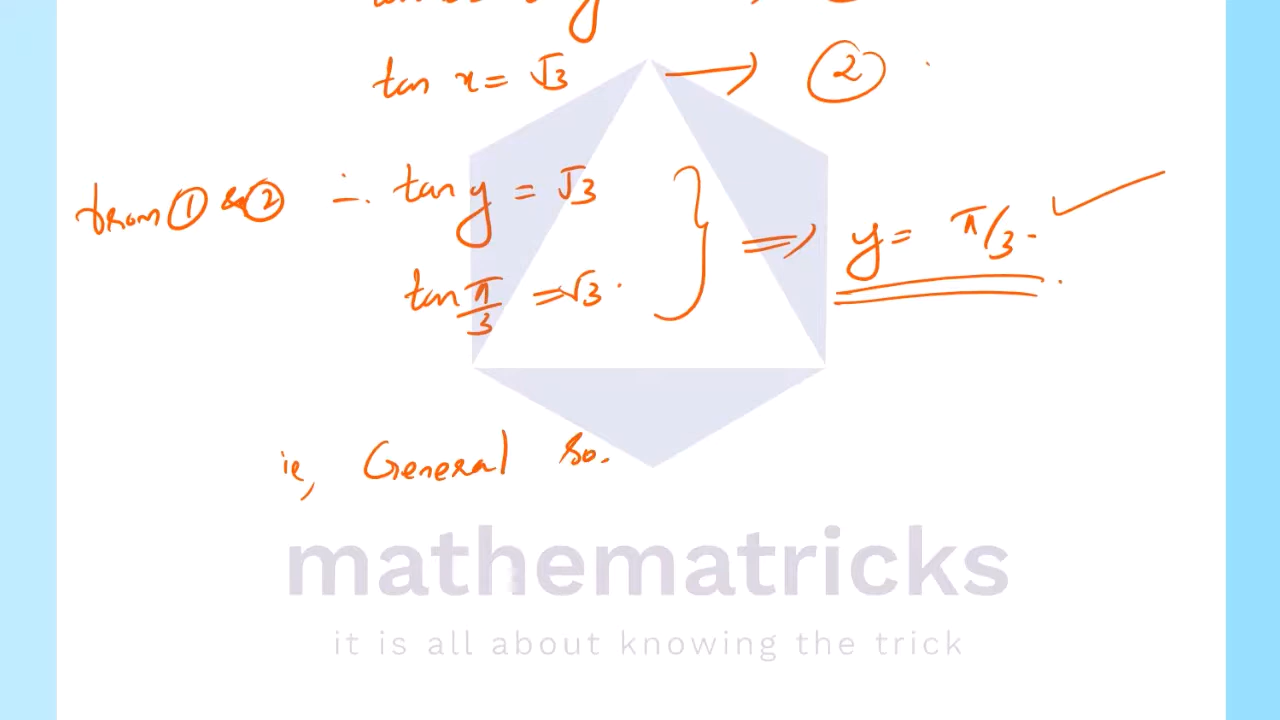 tan x = √3 → ②
from ① & ② ∴ tan y = √3
⇒ y = π/3.
tan π/3 = √3.
ie, General So.
mathematricks
it is all about knowing the trick